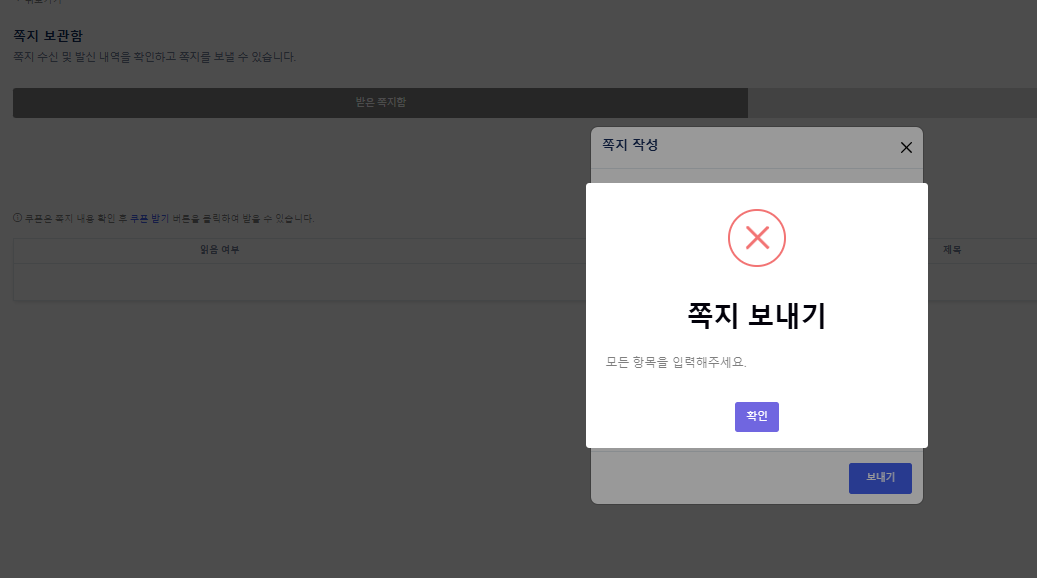 쪽지 보관함
쪽지 수신 및 발신 내역을 확인하고 쪽지를 보낼 수 있습니다.
받은 쪽지함
쪽지 작성
쿠폰은 쪽지 내용 확인 후 쿠폰 받기 버튼을 클릭하여 받을 수 있습니다.
읽음 여부
제목
쪽지 보내기
모든 항목을 입력해주세요.
확인
보내기